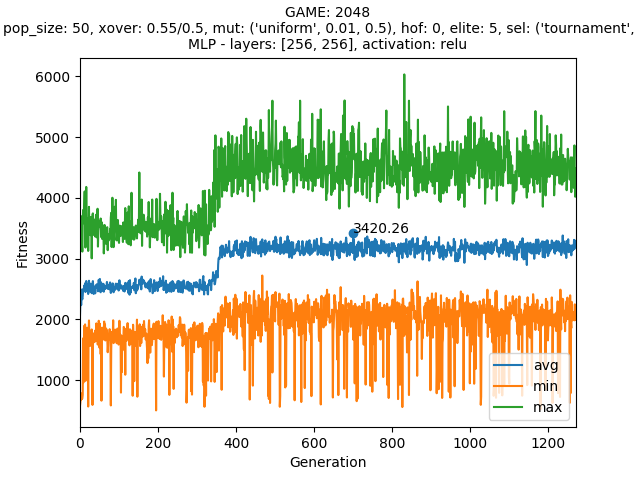 GAME: 2048
pop_size: 50, xover: 0.55/0.5, mut: ('uniform', 0.01, 0.5), hof: 0, elite: 5, sel: ('tournament',
MLP - layers: [256, 256], activation: relu
6000
5000
4000
3000
2000
1000
Fitness
3420.26
avg
min
max
0 200 400 600 800 1000 1200
Generation